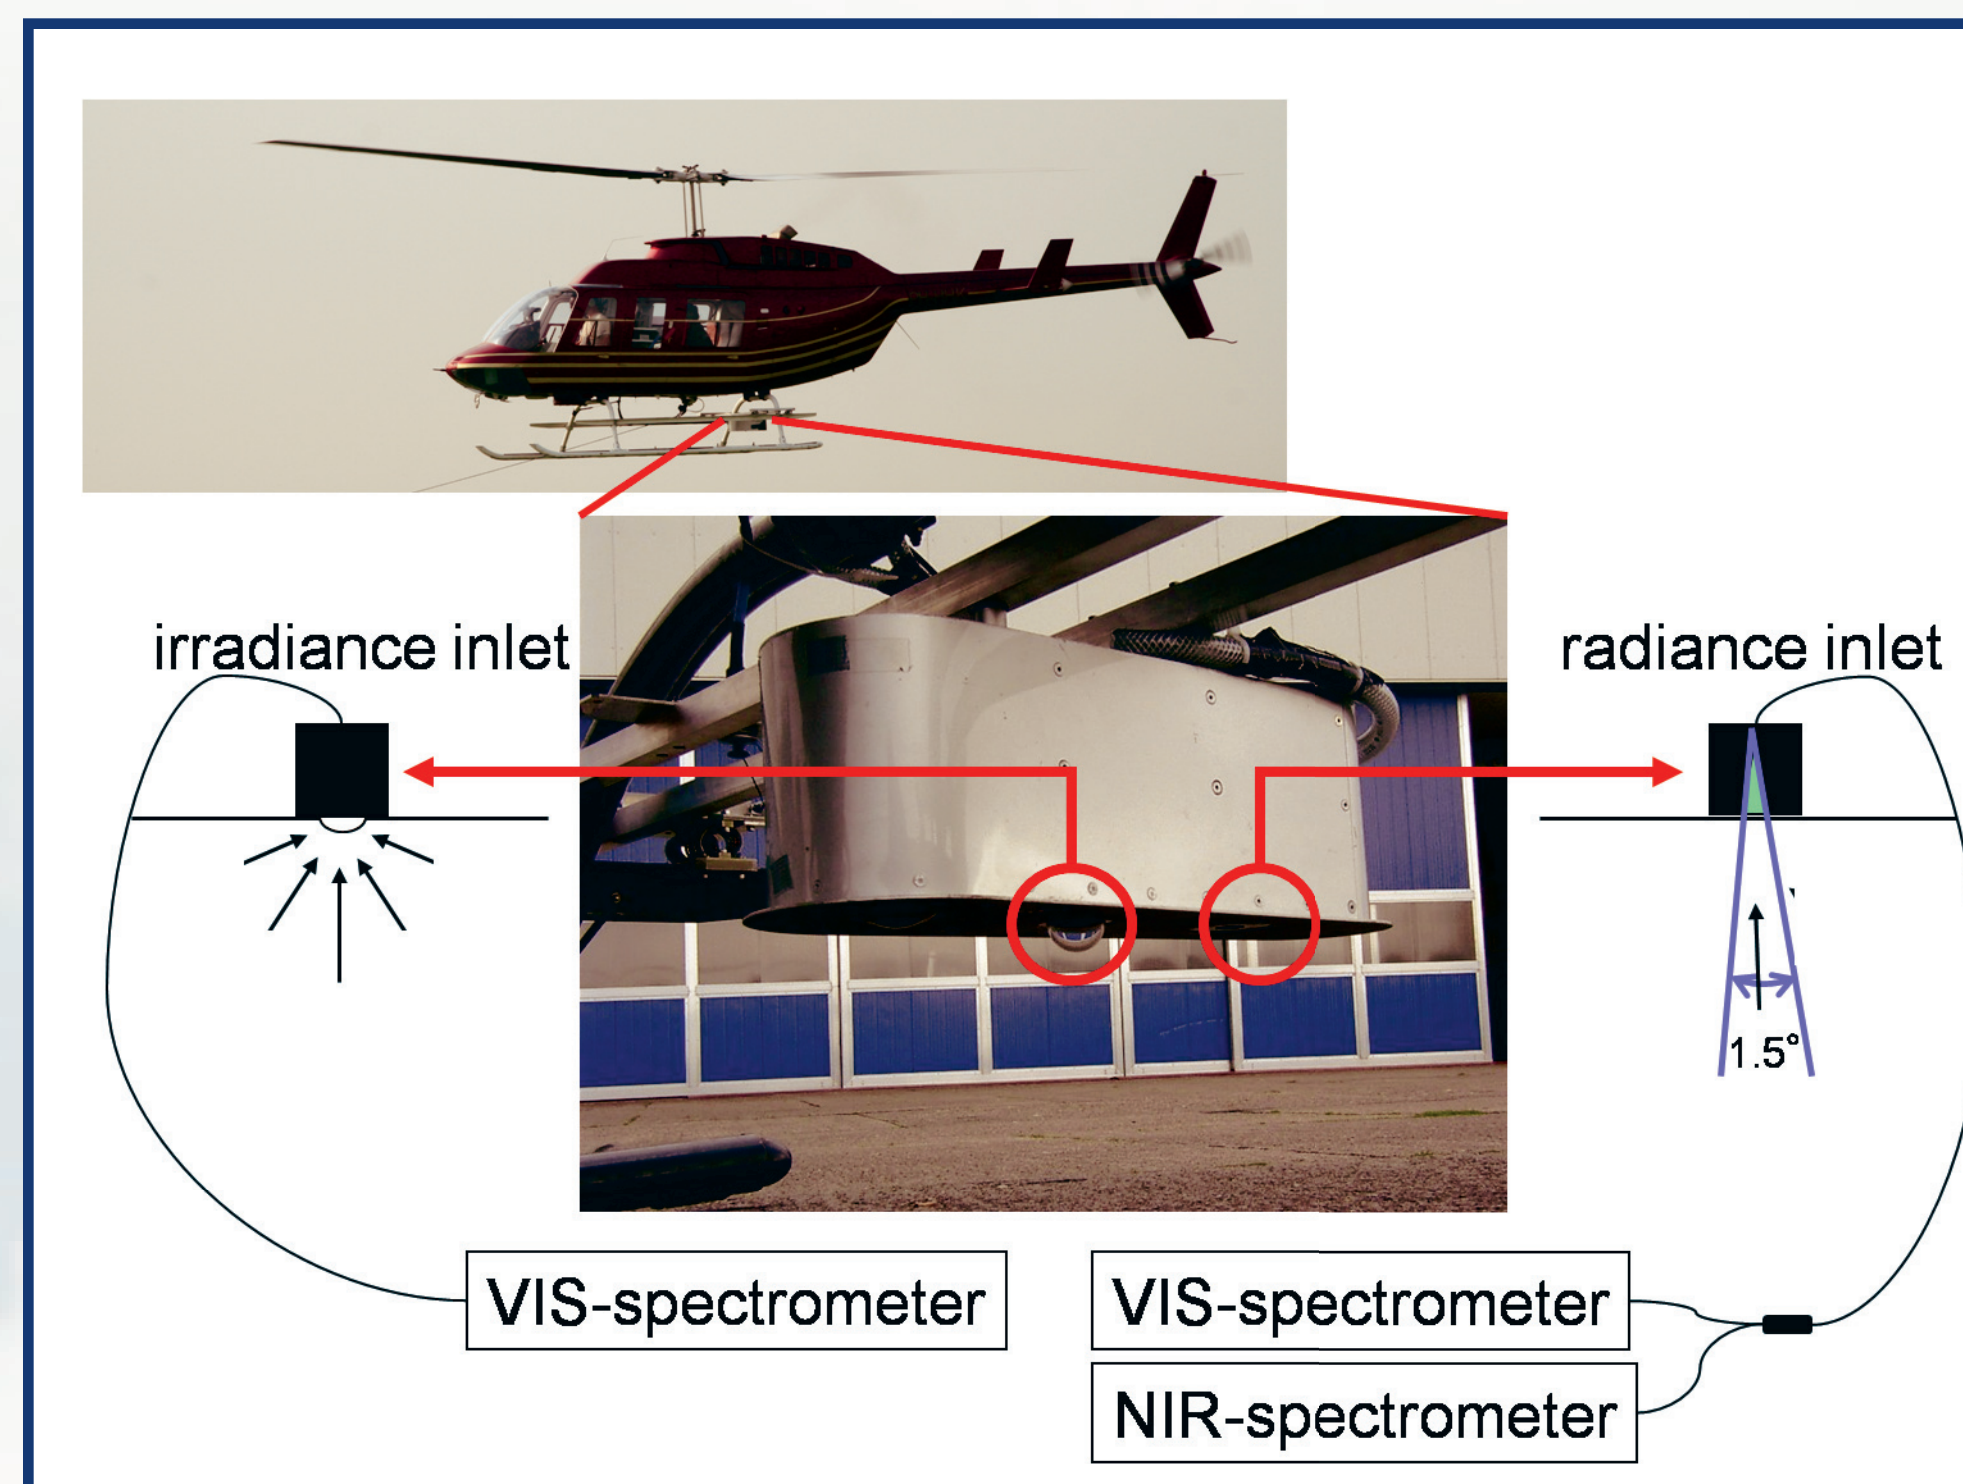 irradiance inlet
radiance inlet
1.5°
VIS-spectrometer
VIS-spectrometer
NIR-spectrometer